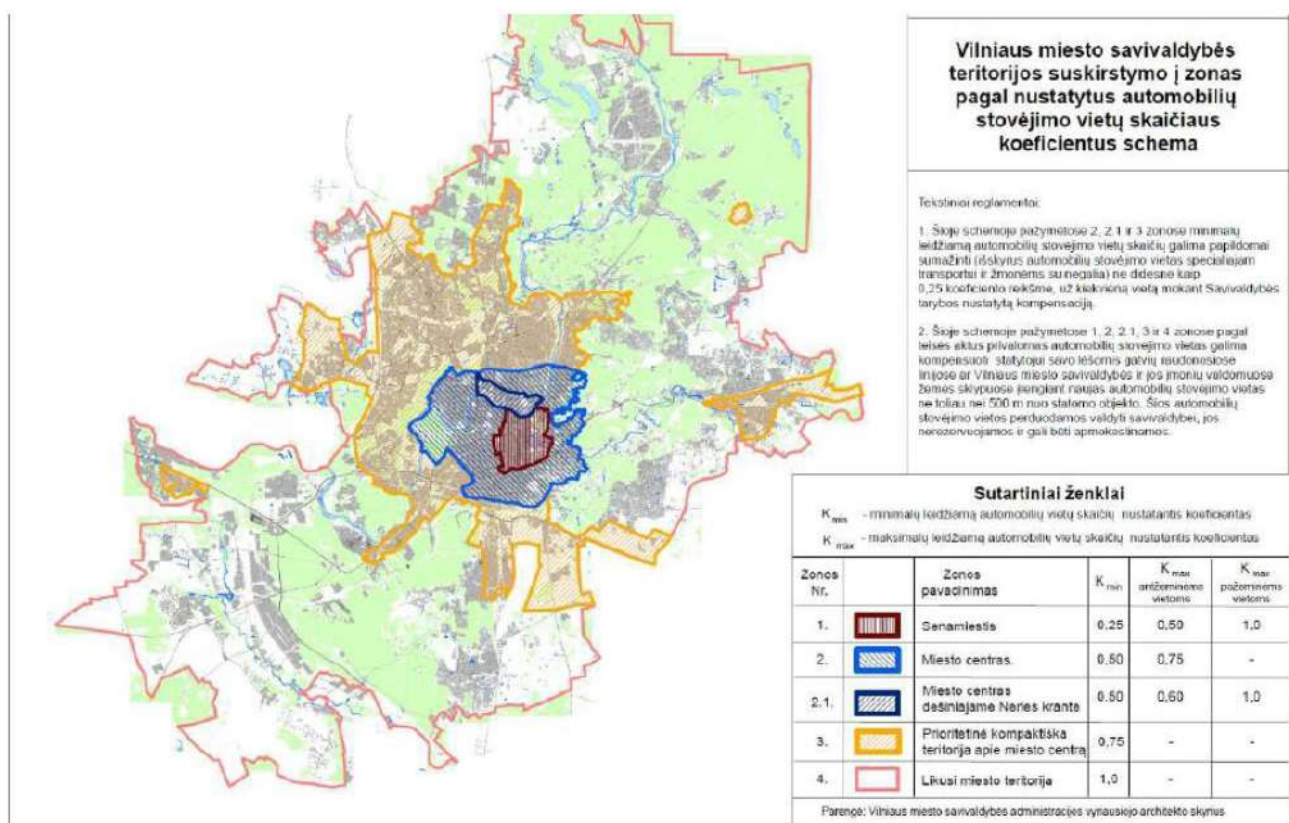 Vilniaus miesto savivaldybės
teritorijos suskirstymo į zonas
pagal nustatytus automobilių
stovėjimo vietų skaičiaus
koeficientus schema
Tekstiniai reglamentai:
1. Šioje schemoje pažymėtose 2, 2.1 ir 3 zonose minimalų
leidžiamą automobilių stovėjimo vietų skaičių galima papildomai
sumažinti (išskyrus automobilių stovėjimo vietas specialiajam
transportui ir žmonėms su negalia) ne didesne kaip
0,25 koeficiento reikšme, už kiekvieną vietą mokant Savivaldybės
tarybos nustatytą kompensaciją.
2. Šioje schemoje pažymėtose 1, 2, 2.1, 3 ir 4 zonose pagal
teisės aktus privalomas automobilių stovėjimo vietas galima
kompensuoti statytojui savo lėšomis gatvių raudonosiose
linijose ar Vilniaus miesto savivaldybės ir jos įmonių valdomuose
žemės sklypuose įrengiant naujas automobilių stovėjimo vietas
ne toliau nei 500 m nuo statomo objekto. Šios automobilių
stovėjimo vietos perduodamos valdyti savivaldybei, jos
nerezervuojamos ir gali būti apmokestinamos.
Sutartiniai ženklai
K min - minimalų leidžiamą automobilių vietų skaičių nustatantis koeficientas
K max - maksimalų leidžiamą automobilių vietų skaičių nustatantis koeficientas
Zonos Nr. Zonos pavadinimas K min K max antžeminėms vietoms K max požeminėms vietoms
1. Senamiestis 0,25 0,50 1,0
2. Miesto centras 0,50 0,75 -
2.1. Miesto centras dešiniajame Neries krante 0,50 0,60 1,0
3. Prioritetinė kompaktiška teritorija apie miesto centrą 0,75 - -
4. Likusi miesto teritorija 1,0 - -
Parengė: Vilniaus miesto savivaldybės administracijos vyriausiojo architekto skyrius